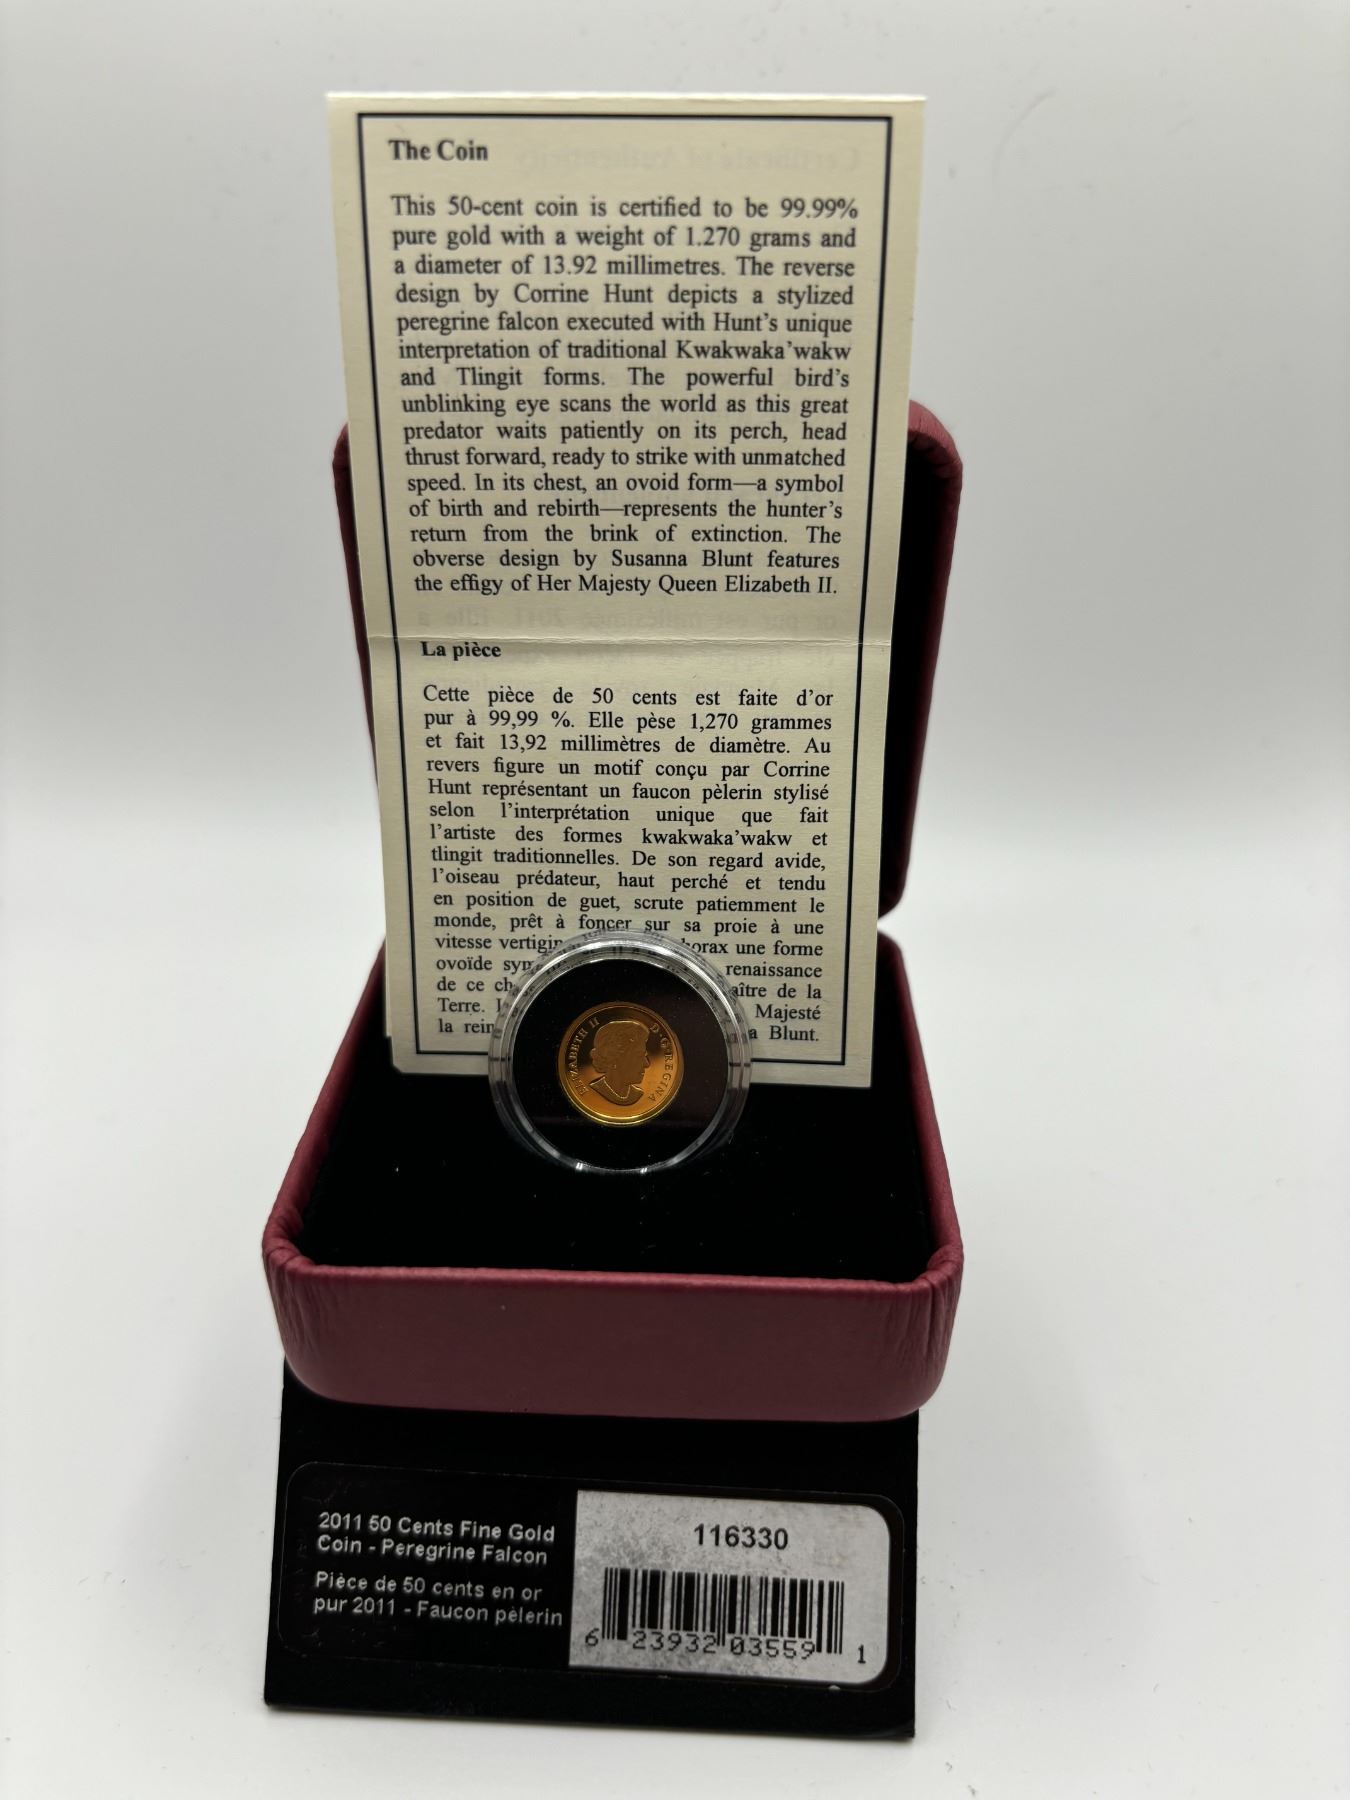 The Coin
This 50-cent coin is certified to be 99.99%
pure gold with a weight of 1.270 grams and
a diameter of 13.92 millimetres. The reverse
design by Corrine Hunt depicts a stylized
peregrine falcon executed with Hunt's unique
interpretation of traditional Kwakwaka'wakw
and Tlingit forms. The powerful bird's
unblinking eye scans the world as this great
predator waits patiently on its perch, head
thrust forward, ready to strike with unmatched
speed. In its chest, an ovoid form—a symbol
of birth and rebirth—represents the hunter's
return from the brink of extinction. The
obverse design by Susanna Blunt features
the effigy of Her Majesty Queen Elizabeth II.
La pièce
Cette pièce de 50 cents est faite d'or
pur à 99,99 %. Elle pèse 1,270 grammes
et fait 13,92 millimètres de diamètre. Au
revers figure un motif conçu par Corrine
Hunt représentant un faucon pèlerin stylisé
selon l'interprétation unique que fait
l'artiste des formes kwakwaka'wakw et
tlingit traditionnelles. De son regard avide,
l'oiseau prédateur, haut perché et tendu
en position de guet, scrute patiemment le
monde, prêt à foncer sur sa proie à une
vitesse une forme
ovoïde renaissance
de ce de la
Terre. Majesté
la Blunt.
ELIZABETH II D·G·REGINA
2011 50 Cents Fine Gold
Coin - Peregrine Falcon
Pièce de 50 cents en or
pur 2011 - Faucon pèlerin
116330
6 23932 03559 1